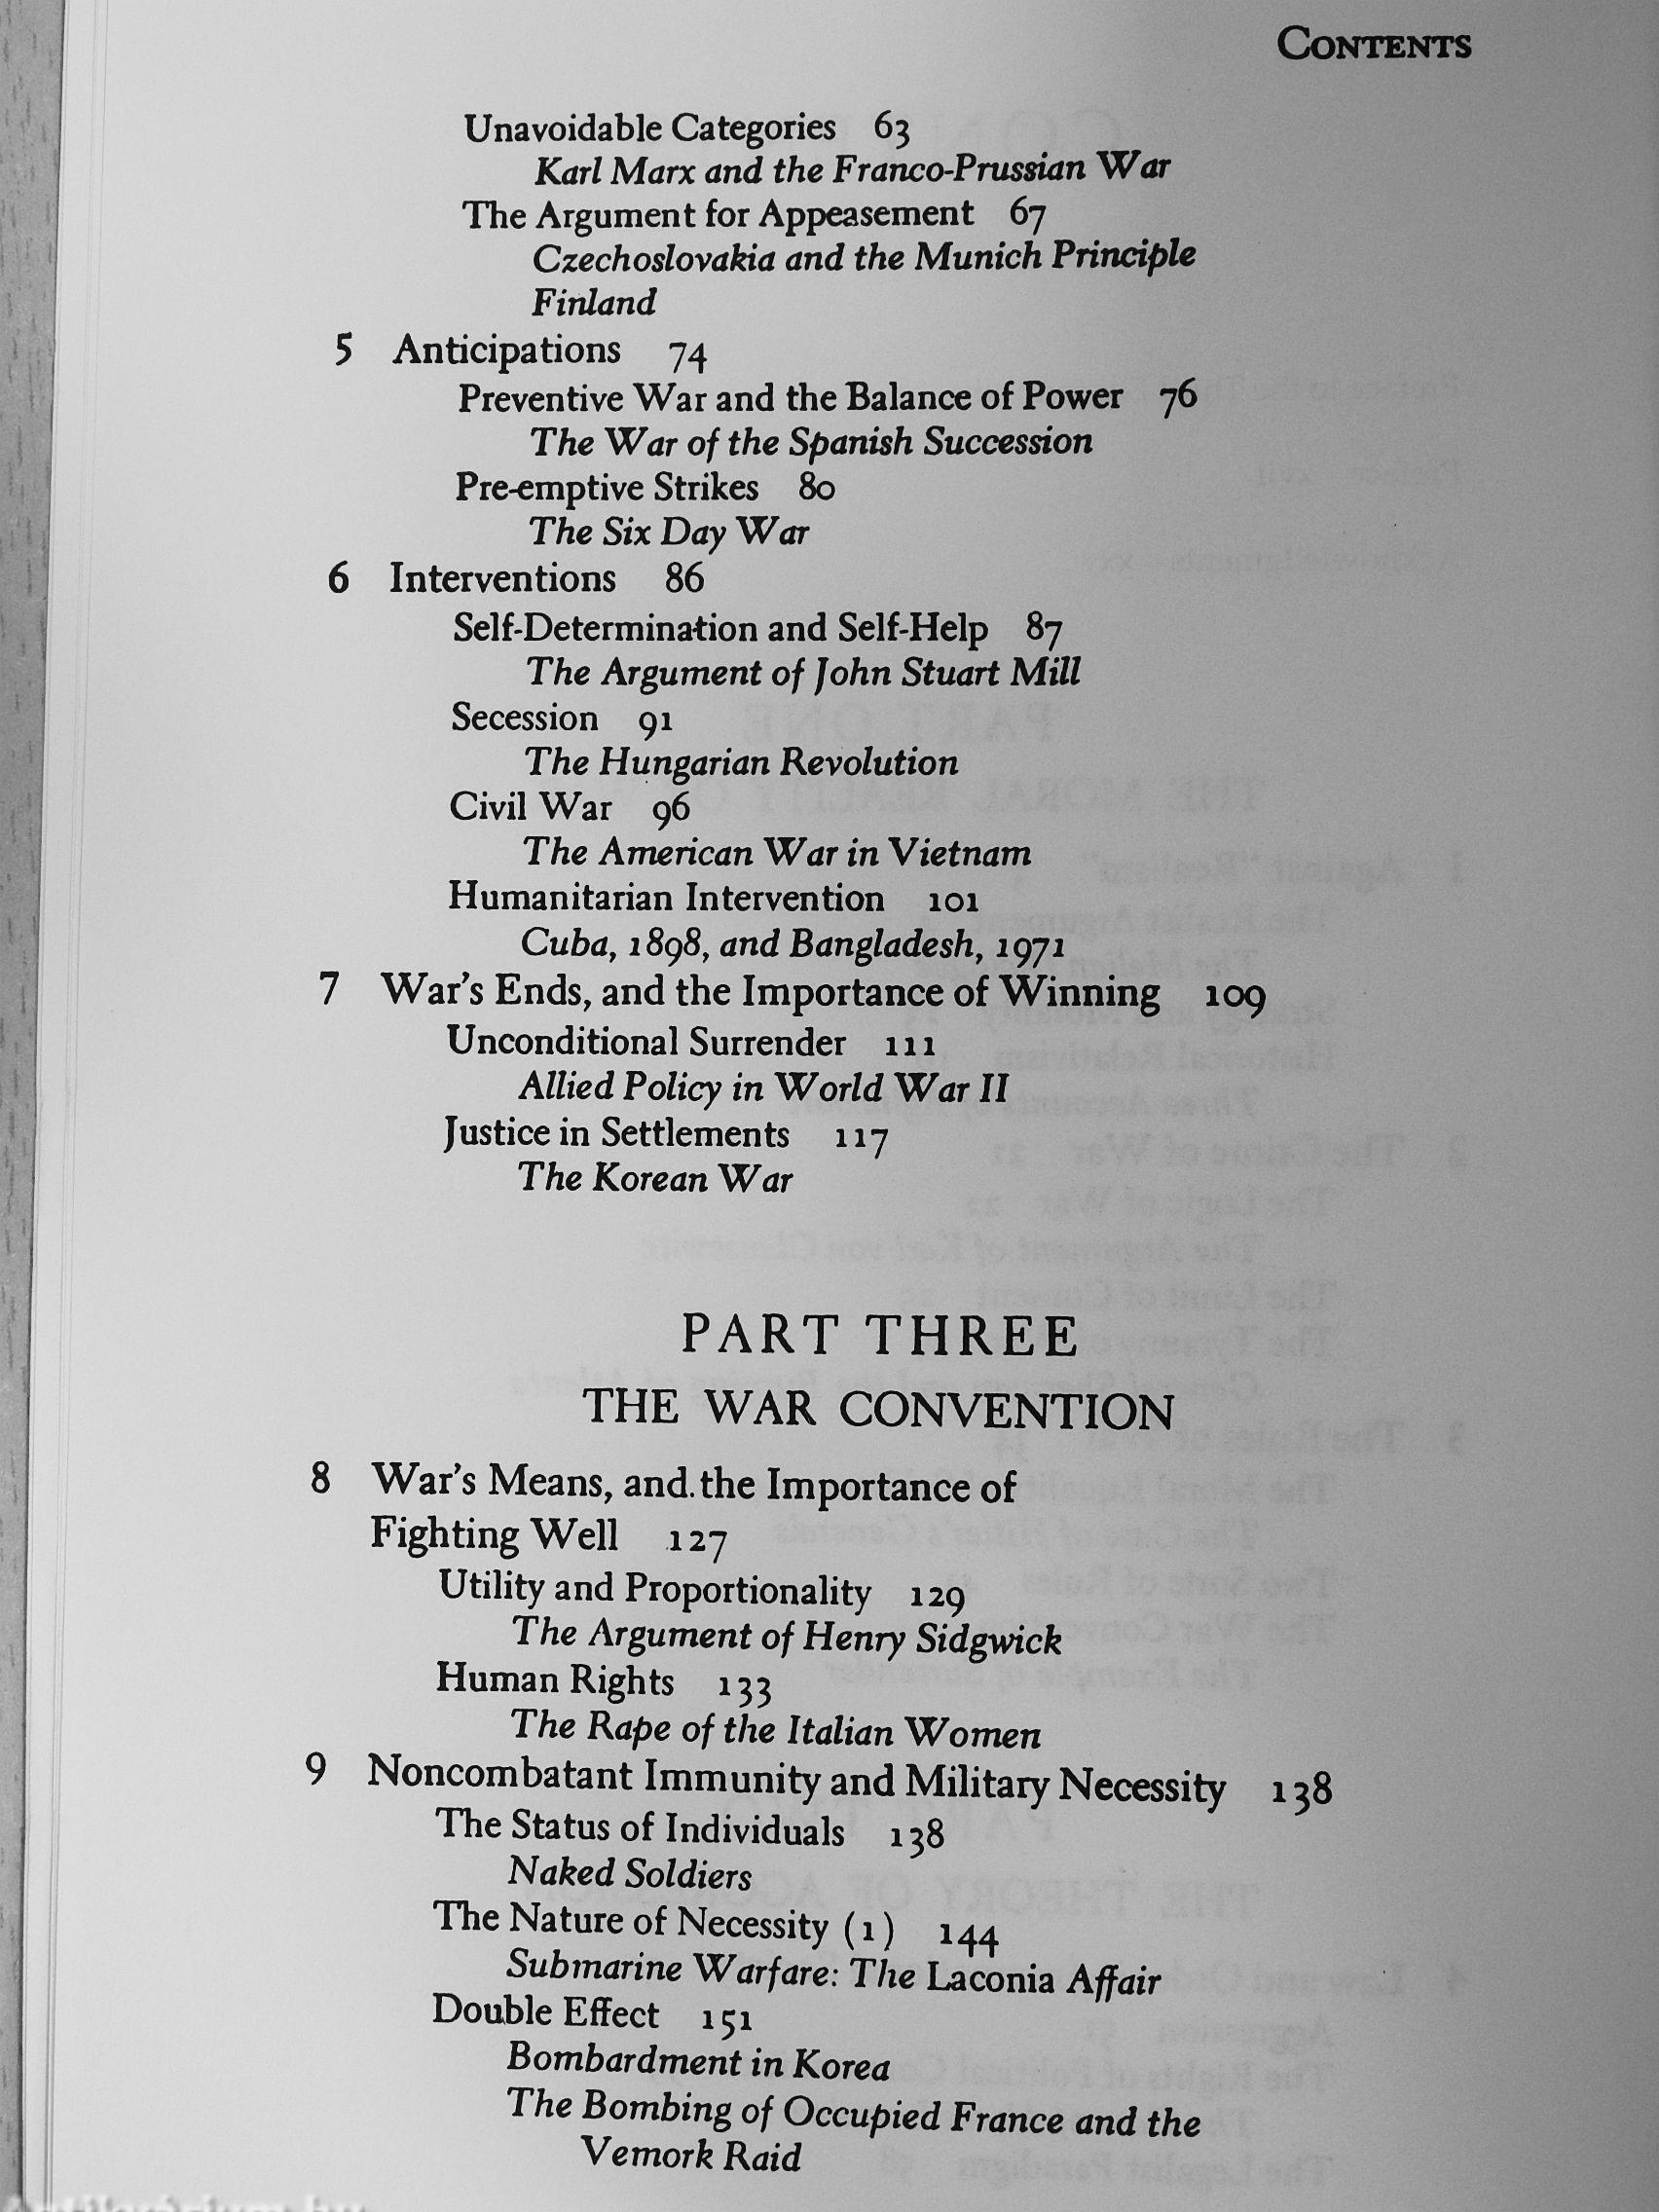 CONTENTS
Unavoidable Categories 63
Karl Marx and the Franco-Prussian War
The Argument for Appeasement 67
Czechoslovakia and the Munich Principle
Finland
5 Anticipations 74
Preventive War and the Balance of Power 76
The War of the Spanish Succession
Pre-emptive Strikes 80
The Six Day War
6 Interventions 86
Self-Determination and Self-Help 87
The Argument of John Stuart Mill
Secession 91
The Hungarian Revolution
Civil War 96
The American War in Vietnam
Humanitarian Intervention 101
Cuba, 1898, and Bangladesh, 1971
7 War's Ends, and the Importance of Winning 109
Unconditional Surrender 111
Allied Policy in World War II
Justice in Settlements 117
The Korean War
PART THREE
THE WAR CONVENTION
8 War's Means, and the Importance of
Fighting Well 127
Utility and Proportionality 129
The Argument of Henry Sidgwick
Human Rights 133
The Rape of the Italian Women
9 Noncombatant Immunity and Military Necessity 138
The Status of Individuals 138
Naked Soldiers
The Nature of Necessity (1) 144
Submarine Warfare: The Laconia Affair
Double Effect 151
Bombardment in Korea
The Bombing of Occupied France and the
Vemork Raid